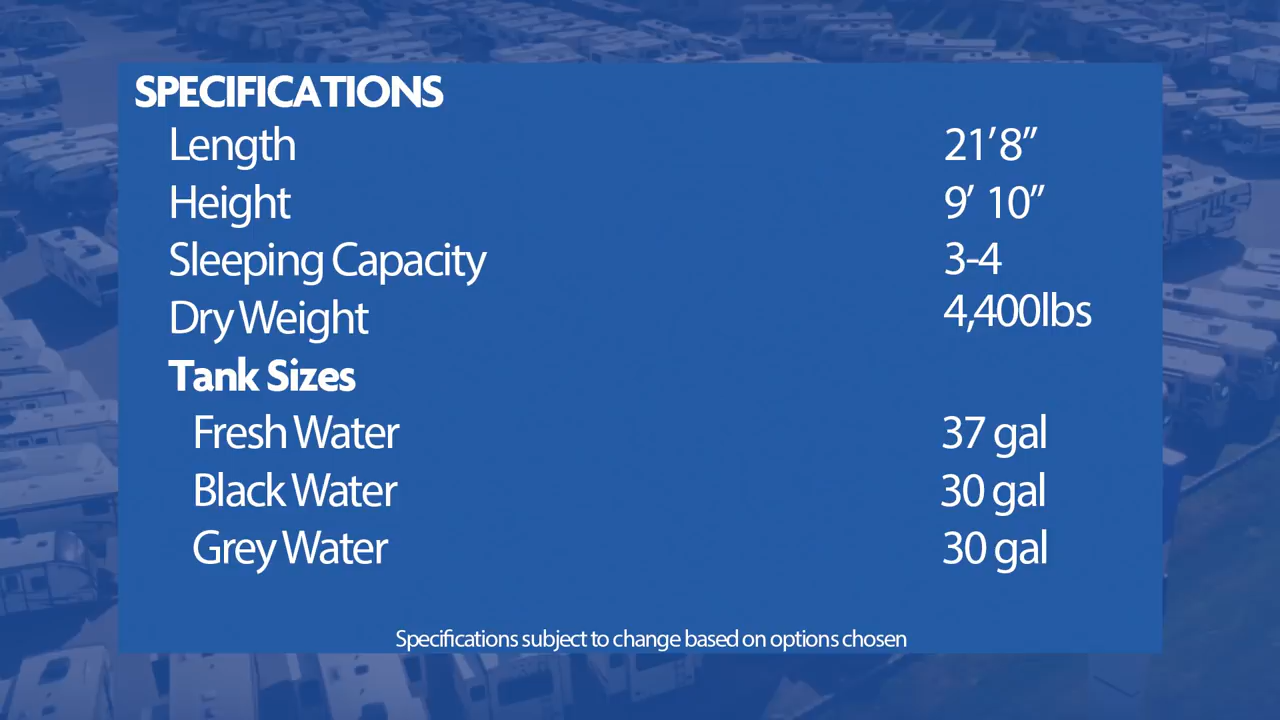 SPECIFICATIONS
Length 21’8”
Height 9’ 10”
Sleeping Capacity 3-4
Dry Weight 4,400lbs
Tank Sizes
Fresh Water 37 gal
Black Water 30 gal
Grey Water 30 gal
Specifications subject to change based on options chosen